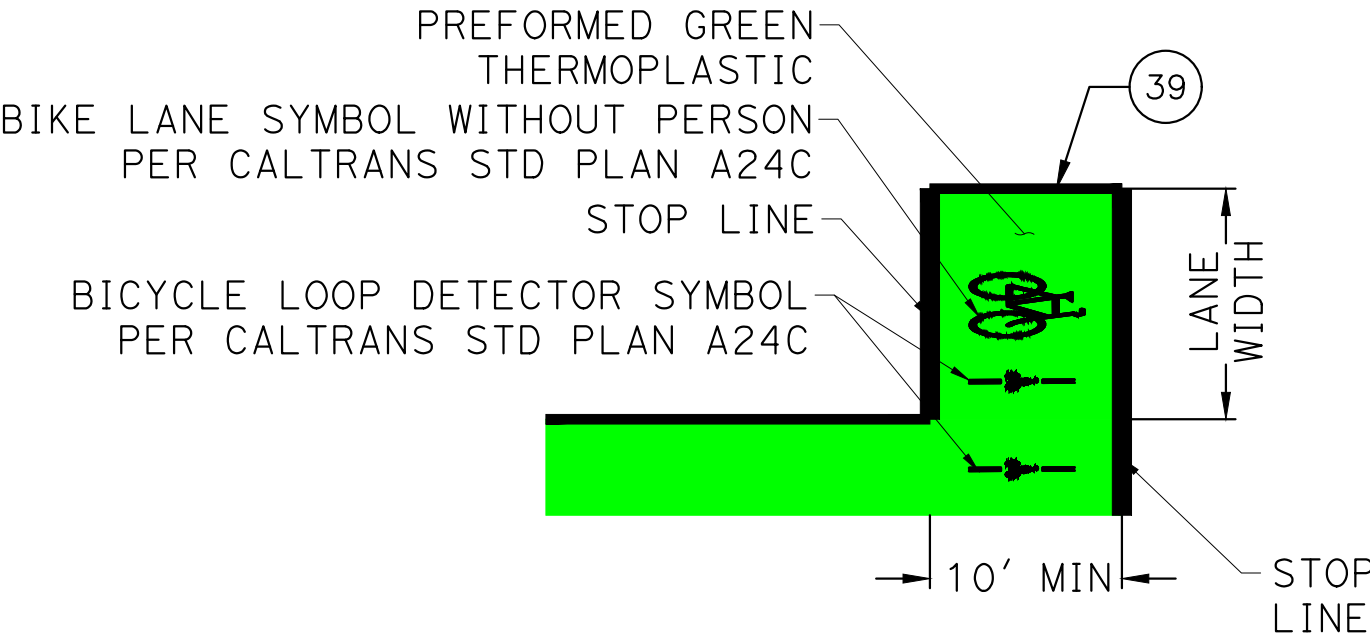 PREFORMED GREEN
THERMOPLASTIC
39
BIKE LANE SYMBOL WITHOUT PERSON
PER CALTRANS STD PLAN A24C
STOP LINE
BICYCLE LOOP DETECTOR SYMBOL
PER CALTRANS STD PLAN A24C
LANE
WIDTH
10' MIN
STOP
LINE